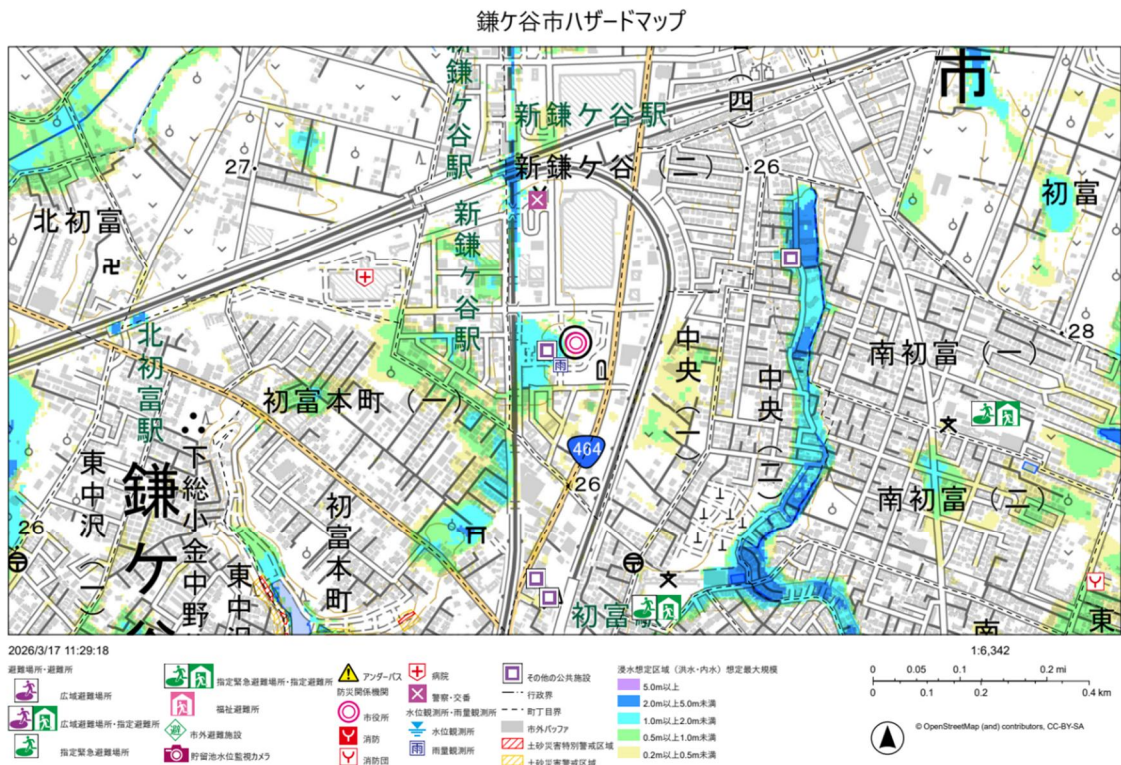 鎌ケ谷市ハザードマップ
市
(四)
新鎌ケ谷駅
新鎌ケ谷駅
新鎌ケ谷(二)
27
26
初富
北初富
新鎌ケ谷駅
28
北初富駅
南初富(一)
中央(一)
中央(二)
雨
初富本町(一)
464
26
東中沢(一)
鎌ケ
下総小金中野
初富本町
南初富(二)
26
東中沢
初富駅
南
東
2026/3/17 11:29:18
1:6,342
避難場所・避難所
広域避難場所
広域避難場所・指定避難所
指定緊急避難場所
指定緊急避難場所・指定避難所
福祉避難所
市外避難施設
貯留池水位監視カメラ
アンダーパス
防災関係機関
市役所
消防
消防団
病院
警察・交番
水位観測所・雨量観測所
水位観測所
雨量観測所
その他の公共施設
行政界
町丁目界
市外バッファ
土砂災害特別警戒区域
土砂災害警戒区域
浸水想定区域(洪水・内水)想定最大規模
5.0m以上
2.0m以上5.0m未満
1.0m以上2.0m未満
0.5m以上1.0m未満
0.2m以上0.5m未満
0 0.05 0.1 0.2 mi
0 0.1 0.2 0.4 km
© OpenStreetMap (and) contributors, CC-BY-SA